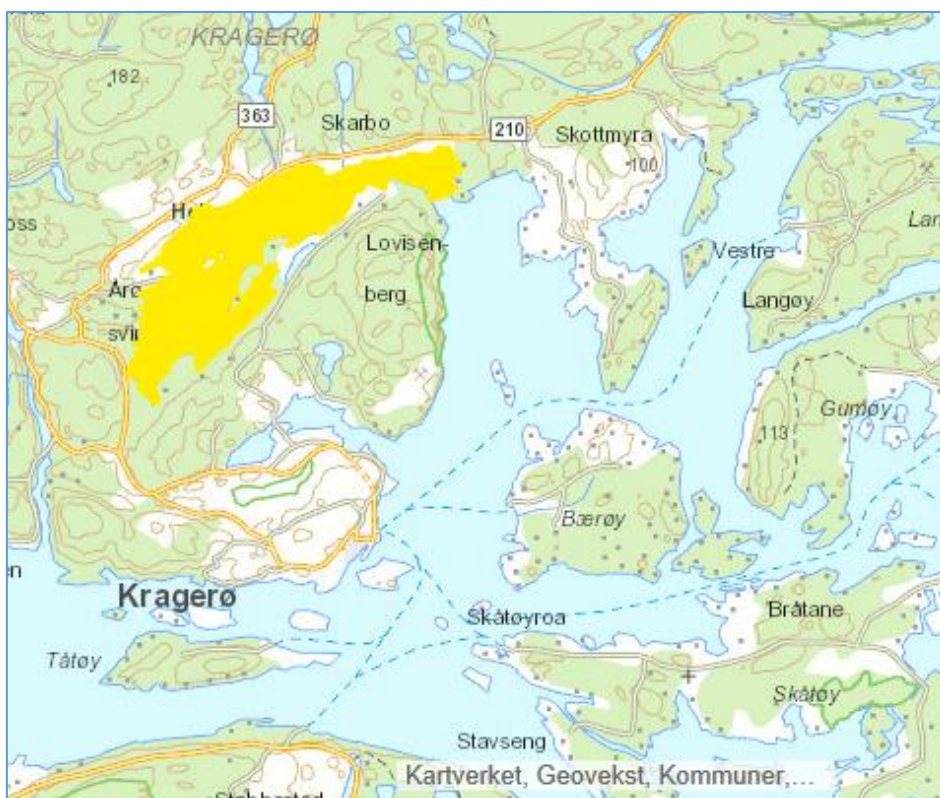 KRAGERØ
182
363
Skarbo
210
Skottmyra
100
Lovisen-
berg
Vestre
Langøy
Gumøy
113
Bærøy
Kragerø
Skåtøyroa
Bråtane
Tåtøy
Skåtøy
Stavseng
Kartverket, Geovekst, Kommuner,...